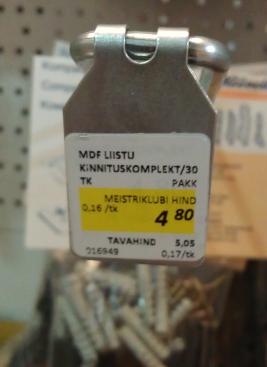 MDF LIISTU
KINNITUSKOMPLEKT/30
TK PAKK
MEISTRIKLUBI HIND
0,16 /tk 4 80
TAVAHIND 5,05
916949 0,17/tk